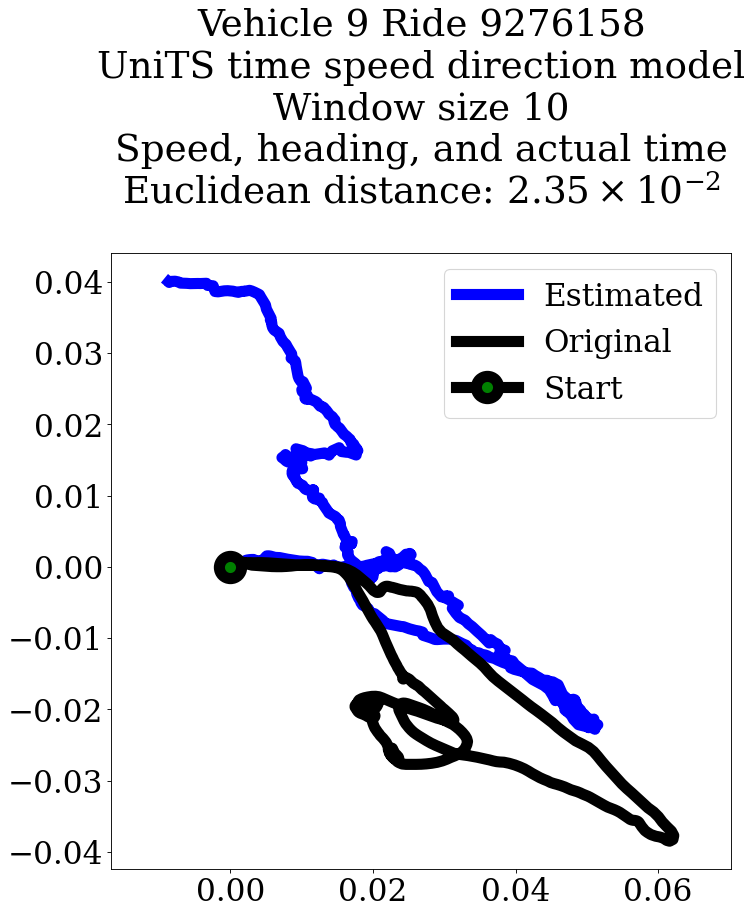 Vehicle 9 Ride 9276158
UniTS time speed direction model
Window size 10
Speed, heading, and actual time
Euclidean distance: 2.35 × 10⁻²
Estimated
Original
Start
0.04
0.03
0.02
0.01
0.00
−0.01
−0.02
−0.03
−0.04
0.00 0.02 0.04 0.06